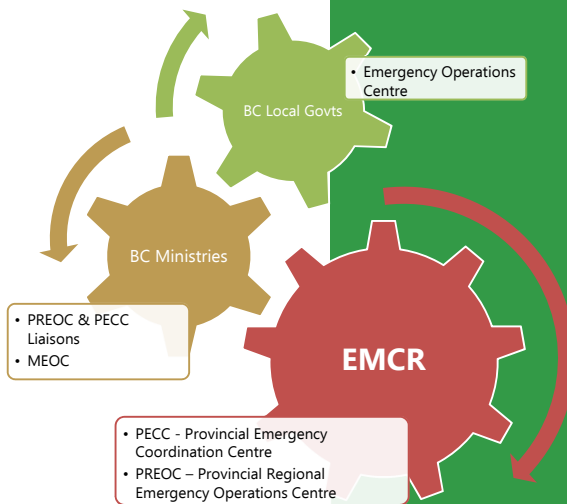 BC Local Govts
• Emergency Operations
Centre
BC Ministries
• PREOC & PECC
Liaisons
• MEOC
EMCR
• PECC - Provincial Emergency
Coordination Centre
• PREOC – Provincial Regional
Emergency Operations Centre